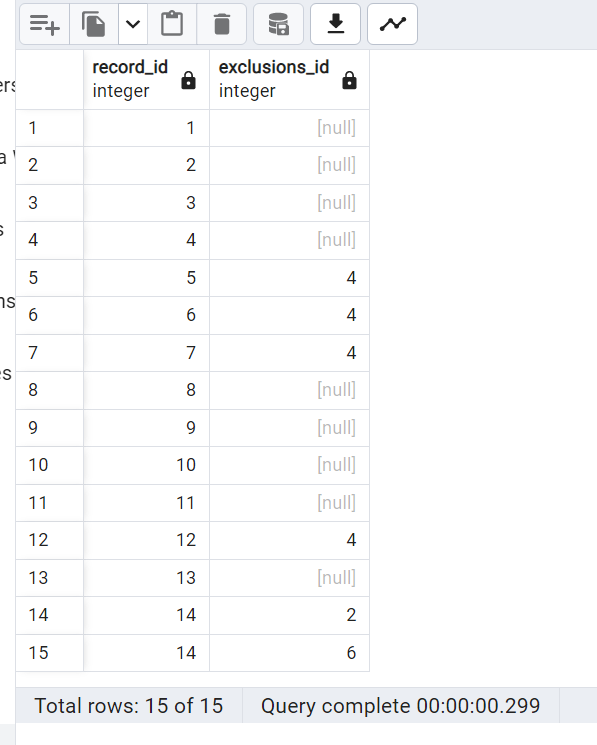 record_id exclusions_id
integer integer
ers
1 1 [null]
a
2 2 [null]
3 3 [null]
s
4 4 [null]
5 5 4
ns
6 6 4
7 7 4
es
8 8 [null]
9 9 [null]
10 10 [null]
11 11 [null]
12 12 4
13 13 [null]
14 14 2
15 14 6
Total rows: 15 of 15 Query complete 00:00:00.299